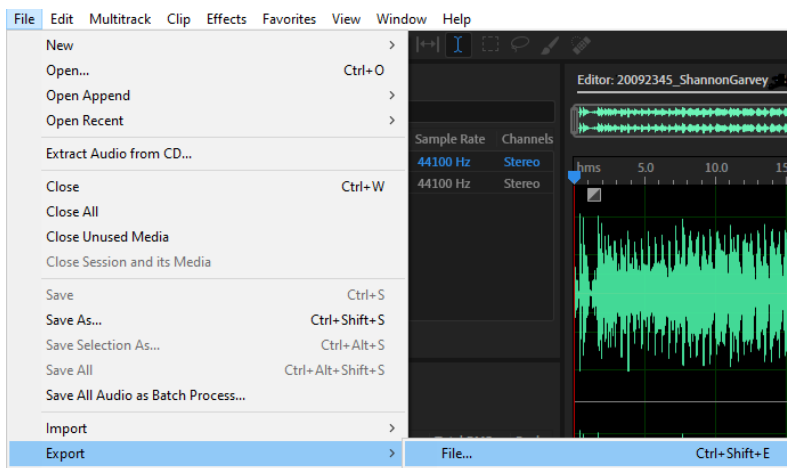 File Edit Multitrack Clip Effects Favorites View Window Help
New >
Open... Ctrl+O
Open Append >
Open Recent >
Extract Audio from CD...
Close Ctrl+W
Close All
Close Unused Media
Close Session and its Media
Save Ctrl+S
Save As... Ctrl+Shift+S
Save Selection As... Ctrl+Alt+S
Save All Ctrl+Alt+Shift+S
Save All Audio as Batch Process...
Import >
Export >
File... Ctrl+Shift+E
Sample Rate Channels
44100 Hz Stereo
44100 Hz Stereo
Editor: 20092345_ShannonGarvey
hms 5.0 10.0